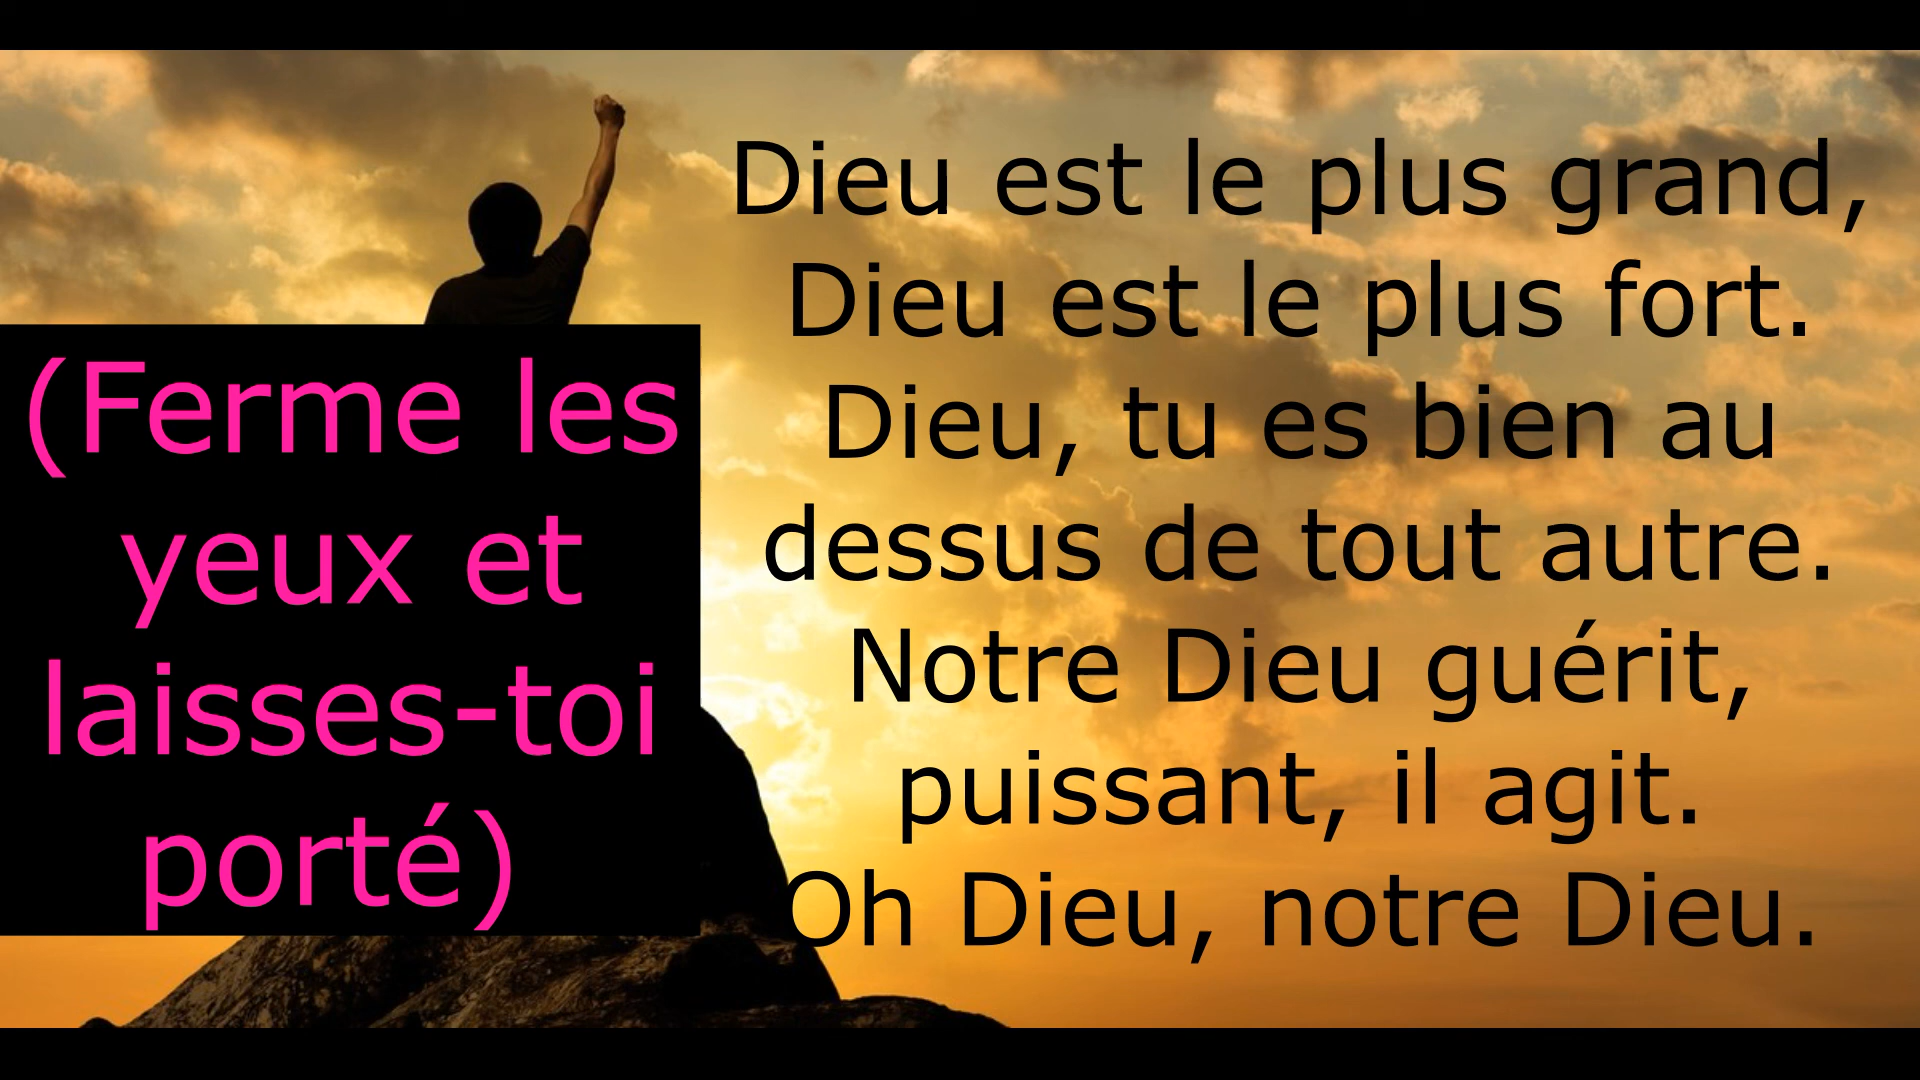 Dieu est le plus grand,
Dieu est le plus fort.
Dieu, tu es bien au
dessus de tout autre.
Notre Dieu guérit,
puissant, il agit.
Oh Dieu, notre Dieu.
(Ferme les
yeux et
laisses-toi
porté)